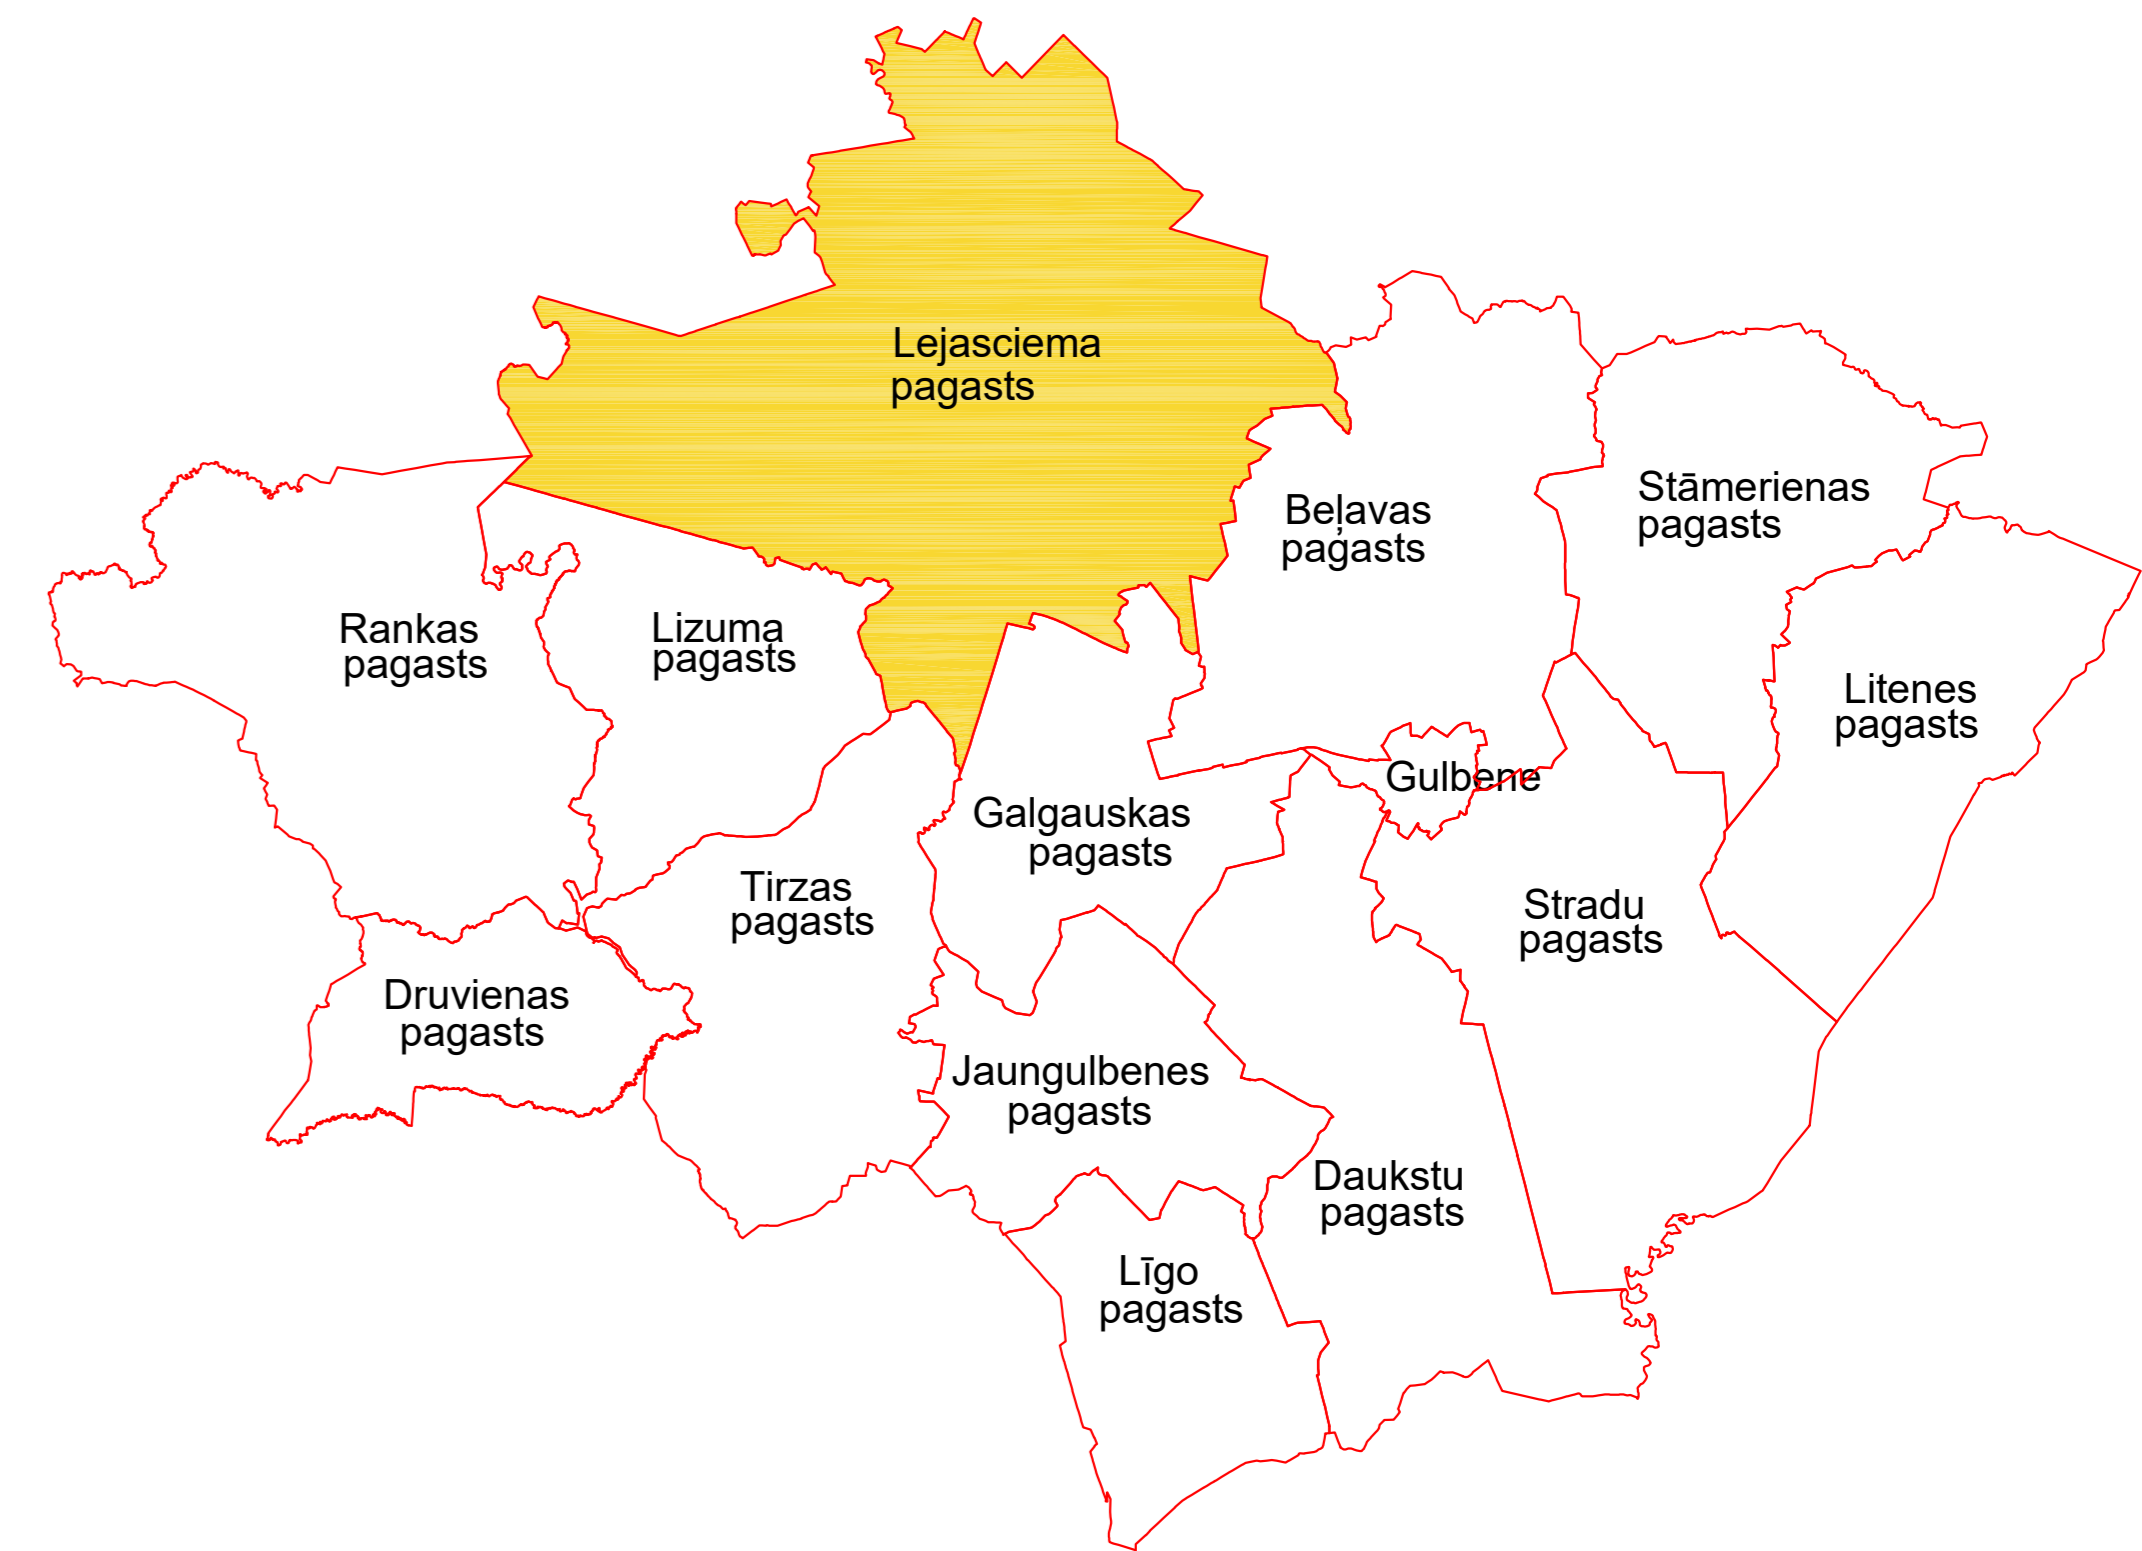 Lejasciema
pagasts
Beļavas
pagasts
Stāmerienas
pagasts
Rankas
pagasts
Lizuma
pagasts
Litenes
pagasts
Gulbene
Galgauskas
pagasts
Tirzas
pagasts
Stradu
pagasts
Druvienas
pagasts
Jaungulbenes
pagasts
Daukstu
pagasts
Līgo
pagasts